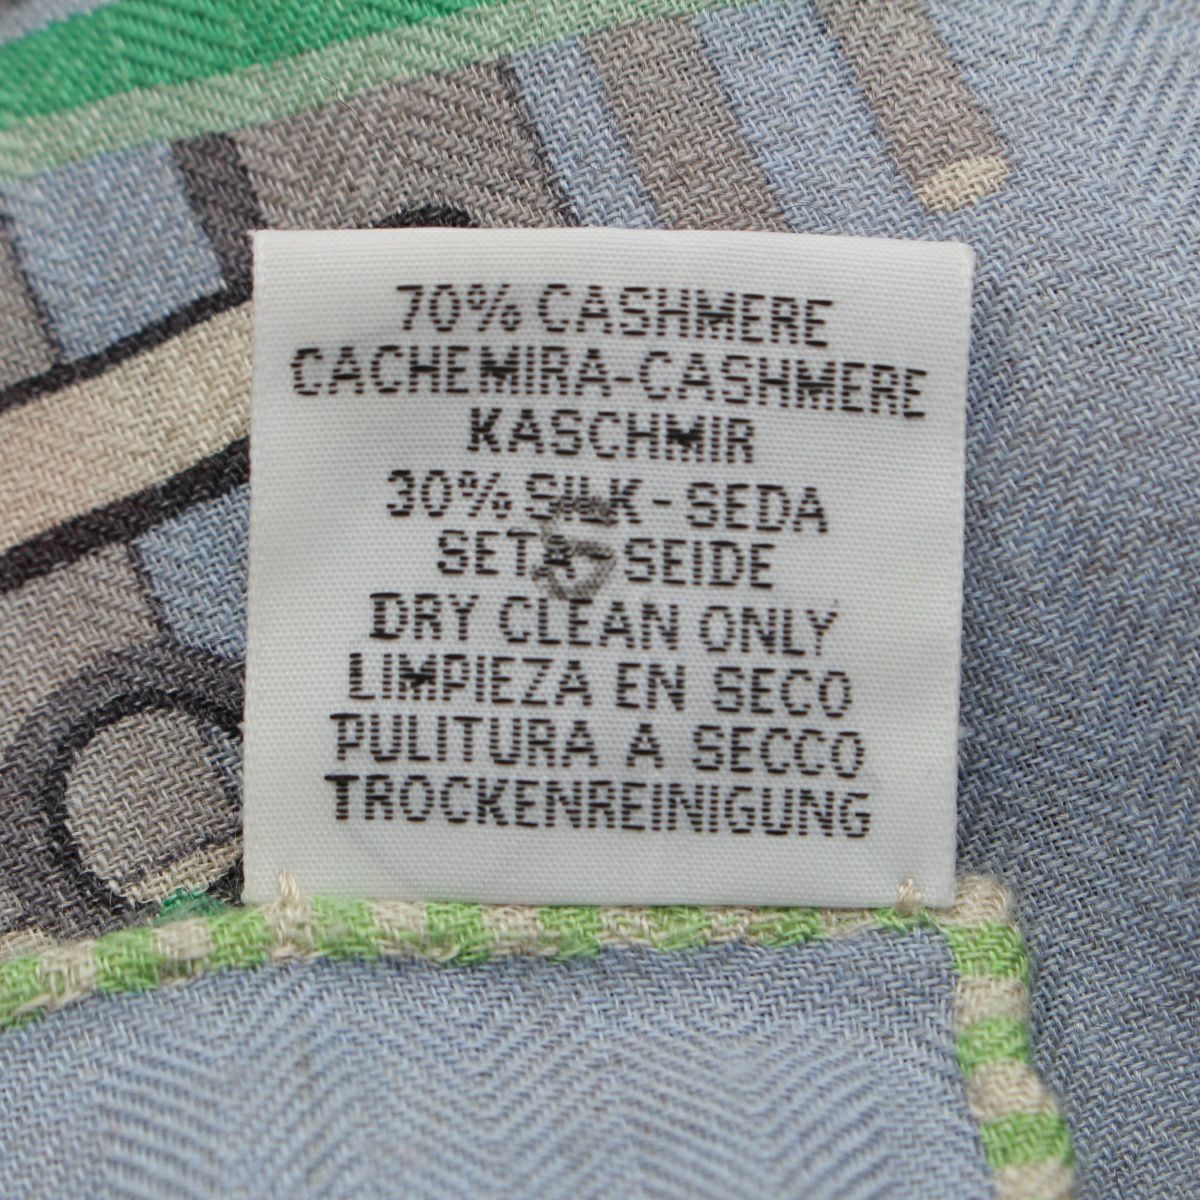 70% CASHMERE
CACHEMIRA-CASHMERE
KASCHMIR
30% SILK-SEDA
SETA SEIDE
DRY CLEAN ONLY
LIMPIEZA EN SECO
PULITURA A SECCO
TROCKENREINIGUNG